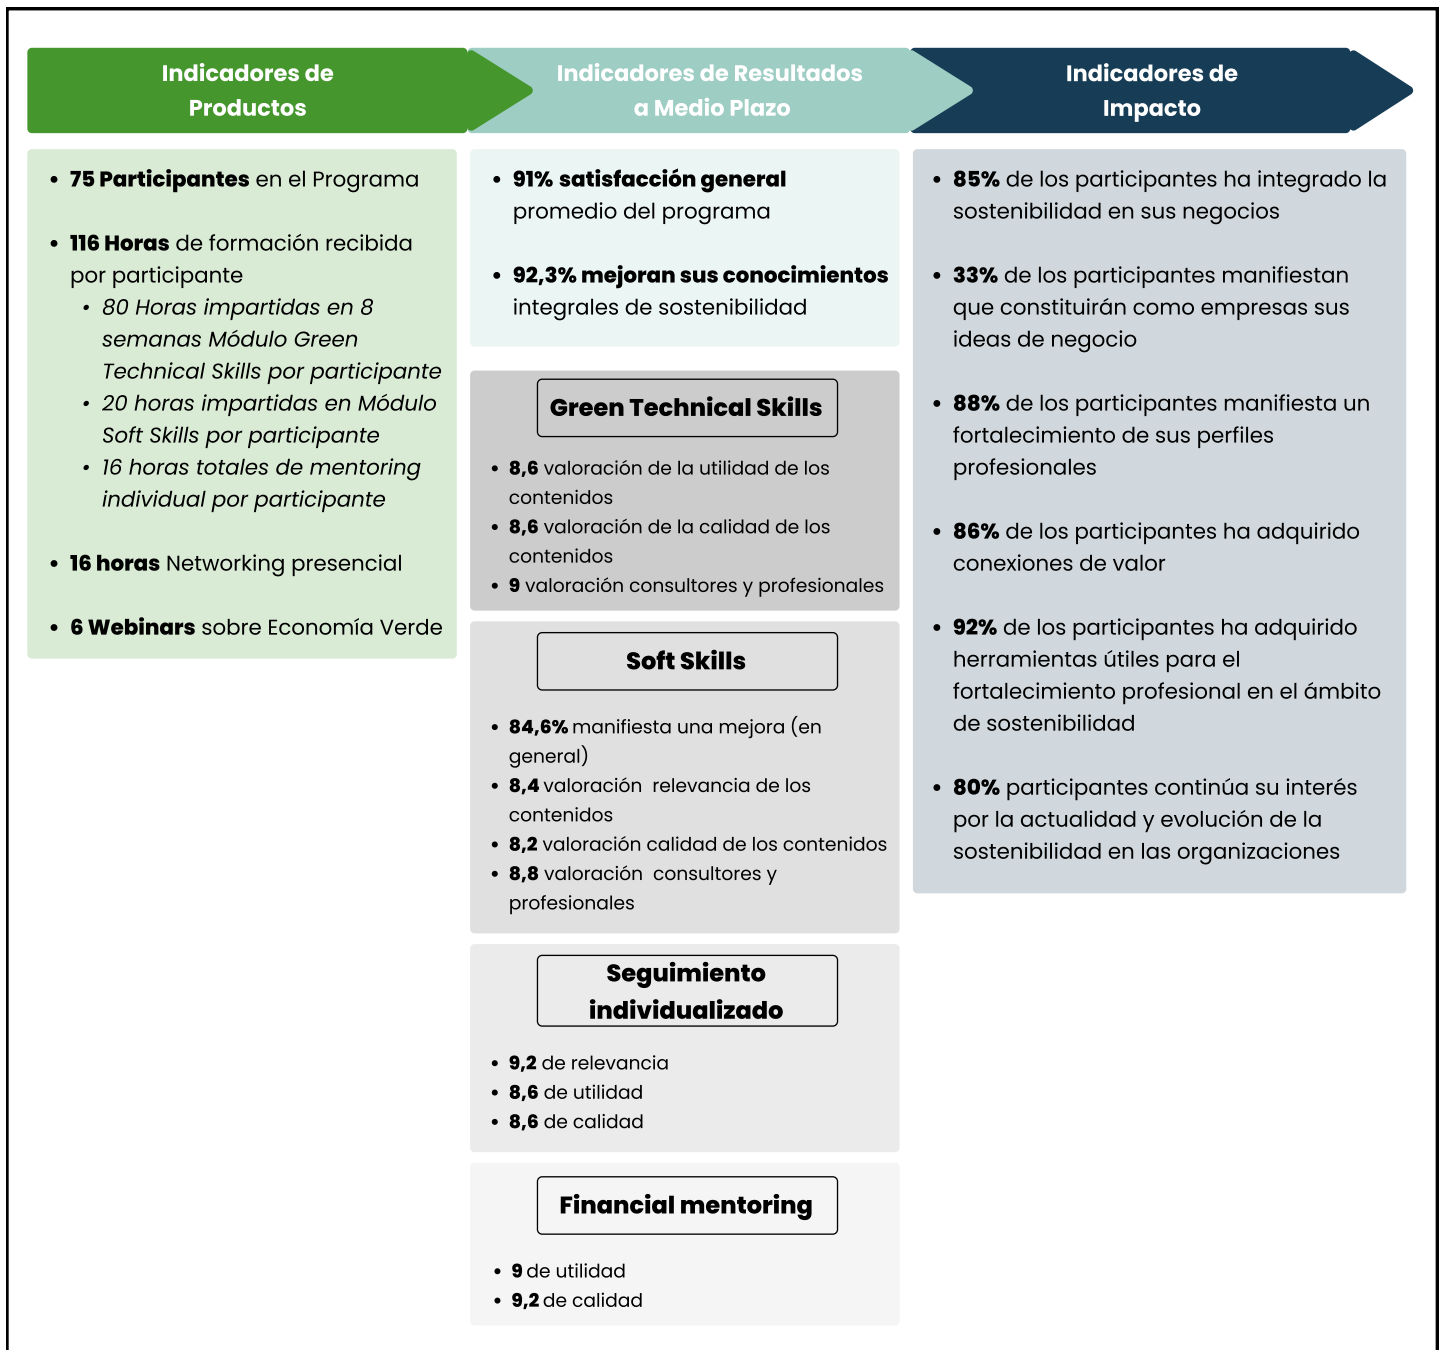 Indicadores de
Productos
Indicadores de Resultados
a Medio Plazo
Indicadores de
Impacto
• 75 Participantes en el Programa
• 116 Horas de formación recibida
por participante
• 80 Horas impartidas en 8
semanas Módulo Green
Technical Skills por participante
• 20 horas impartidas en Módulo
Soft Skills por participante
• 16 horas totales de mentoring
individual por participante
• 16 horas Networking presencial
• 6 Webinars sobre Economía Verde
• 91% satisfacción general
promedio del programa
• 92,3% mejoran sus conocimientos
integrales de sostenibilidad
Green Technical Skills
• 8,6 valoración de la utilidad de los
contenidos
• 8,6 valoración de la calidad de los
contenidos
• 9 valoración consultores y profesionales
Soft Skills
• 84,6% manifiesta una mejora (en
general)
• 8,4 valoración relevancia de los
contenidos
• 8,2 valoración calidad de los contenidos
• 8,8 valoración consultores y
profesionales
Seguimiento
individualizado
• 9,2 de relevancia
• 8,6 de utilidad
• 8,6 de calidad
Financial mentoring
• 9 de utilidad
• 9,2 de calidad
• 85% de los participantes ha integrado la
sostenibilidad en sus negocios
• 33% de los participantes manifiestan
que constituirán como empresas sus
ideas de negocio
• 88% de los participantes manifiesta un
fortalecimiento de sus perfiles
profesionales
• 86% de los participantes ha adquirido
conexiones de valor
• 92% de los participantes ha adquirido
herramientas útiles para el
fortalecimiento profesional en el ámbito
de sostenibilidad
• 80% participantes continúa su interés
por la actualidad y evolución de la
sostenibilidad en las organizaciones